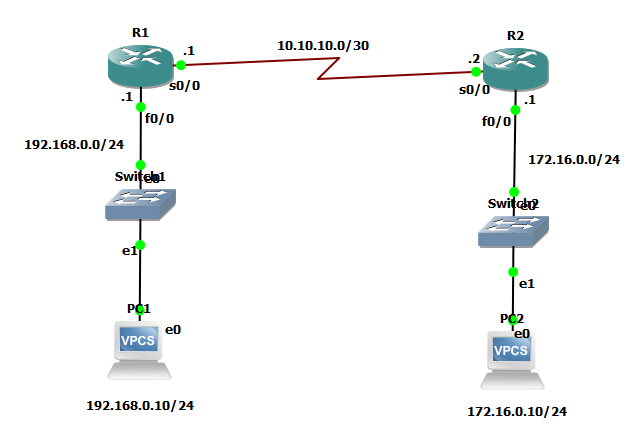 R1
R2
.1
10.10.10.0/30
.2
s0/0
s0/0
.1
.1
f0/0
f0/0
192.168.0.0/24
172.16.0.0/24
Switch1
e0
Switch2
e0
e1
e1
PC1
e0
VPCS
PC2
e0
VPCS
192.168.0.10/24
172.16.0.10/24